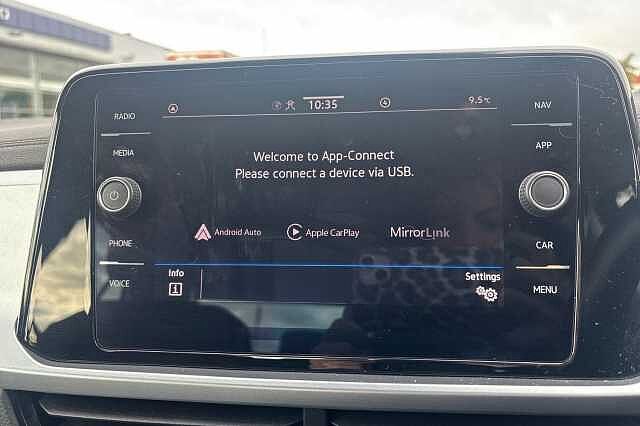 RADIO
MEDIA
PHONE
VOICE
10:35
9.5°C
Welcome to App-Connect
Please connect a device via USB.
Android Auto
Apple CarPlay
MirrorLink
Info
Settings
NAV
APP
CAR
MENU